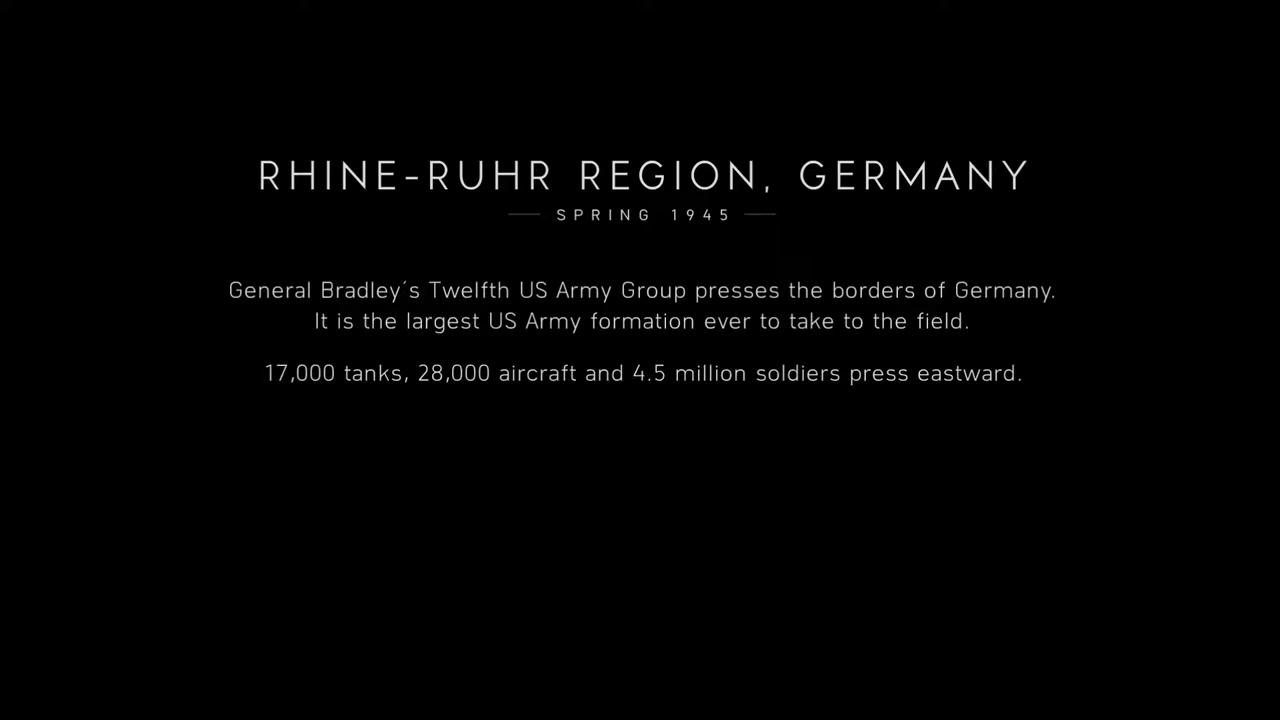 RHINE-RUHR REGION, GERMANY
SPRING 1945
General Bradley´s Twelfth US Army Group presses the borders of Germany.
It is the largest US Army formation ever to take to the field.
17,000 tanks, 28,000 aircraft and 4.5 million soldiers press eastward.